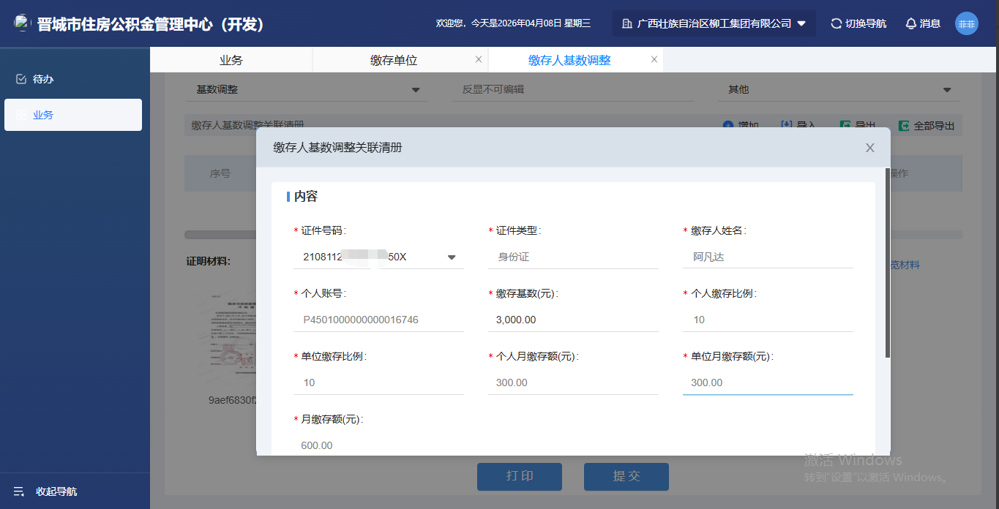 晋城市住房公积金管理中心（开发）
欢迎您，今天是2026年04月08日 星期三
广西壮族自治区柳工集团有限公司
切换导航
消息
菲菲
待办
业务
收起导航
业务
缴存单位
缴存人基数调整
基数调整
反显不可编辑
其他
缴存人基数调整关联清册
增加
导入
导出
全部导出
序号
操作
缴存人基数调整关联清册
内容
* 证件号码:
* 证件类型:
* 缴存人姓名:
2108112
50X
身份证
阿凡达
* 个人账号:
* 缴存基数(元):
* 个人缴存比例:
P4501000000000016746
3,000.00
10
* 单位缴存比例:
* 个人月缴存额(元):
* 单位月缴存额(元):
10
300.00
300.00
* 月缴存额(元):
600.00
证明材料:
览材料
9aef6830f2
打 印
提 交
激活 Windows
转到"设置"以激活 Windows。